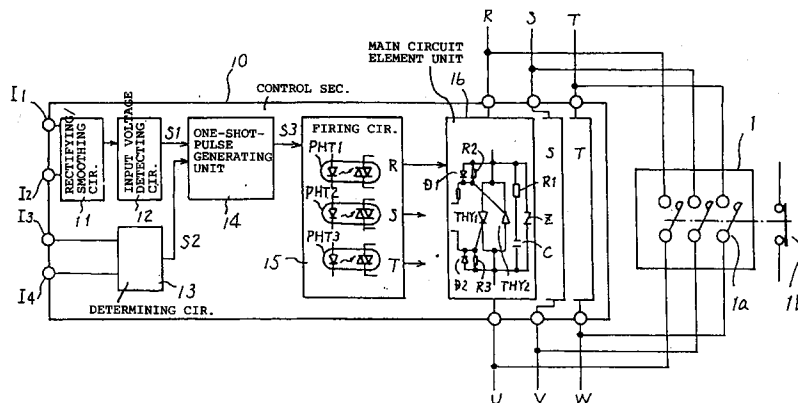 R S T
MAIN CIRCUIT
ELEMENT UNIT
10
16
CONTROL SEC.
I1
I2
I3
I4
RECTIFYING/
SMOOTHING
CIR.
11
INPUT VOLTAGE
DETECTING
CIR.
12
S1
ONE-SHOT-
PULSE
GENERATING
UNIT
14
S2
S3
13
DETERMINING CIR.
FIRING CIR.
PHT1
PHT2
PHT3
R
S
T
15
R2
D1
R1
THY1
Z
C
D2
R3
THY2
S
T
1
1a
U V W